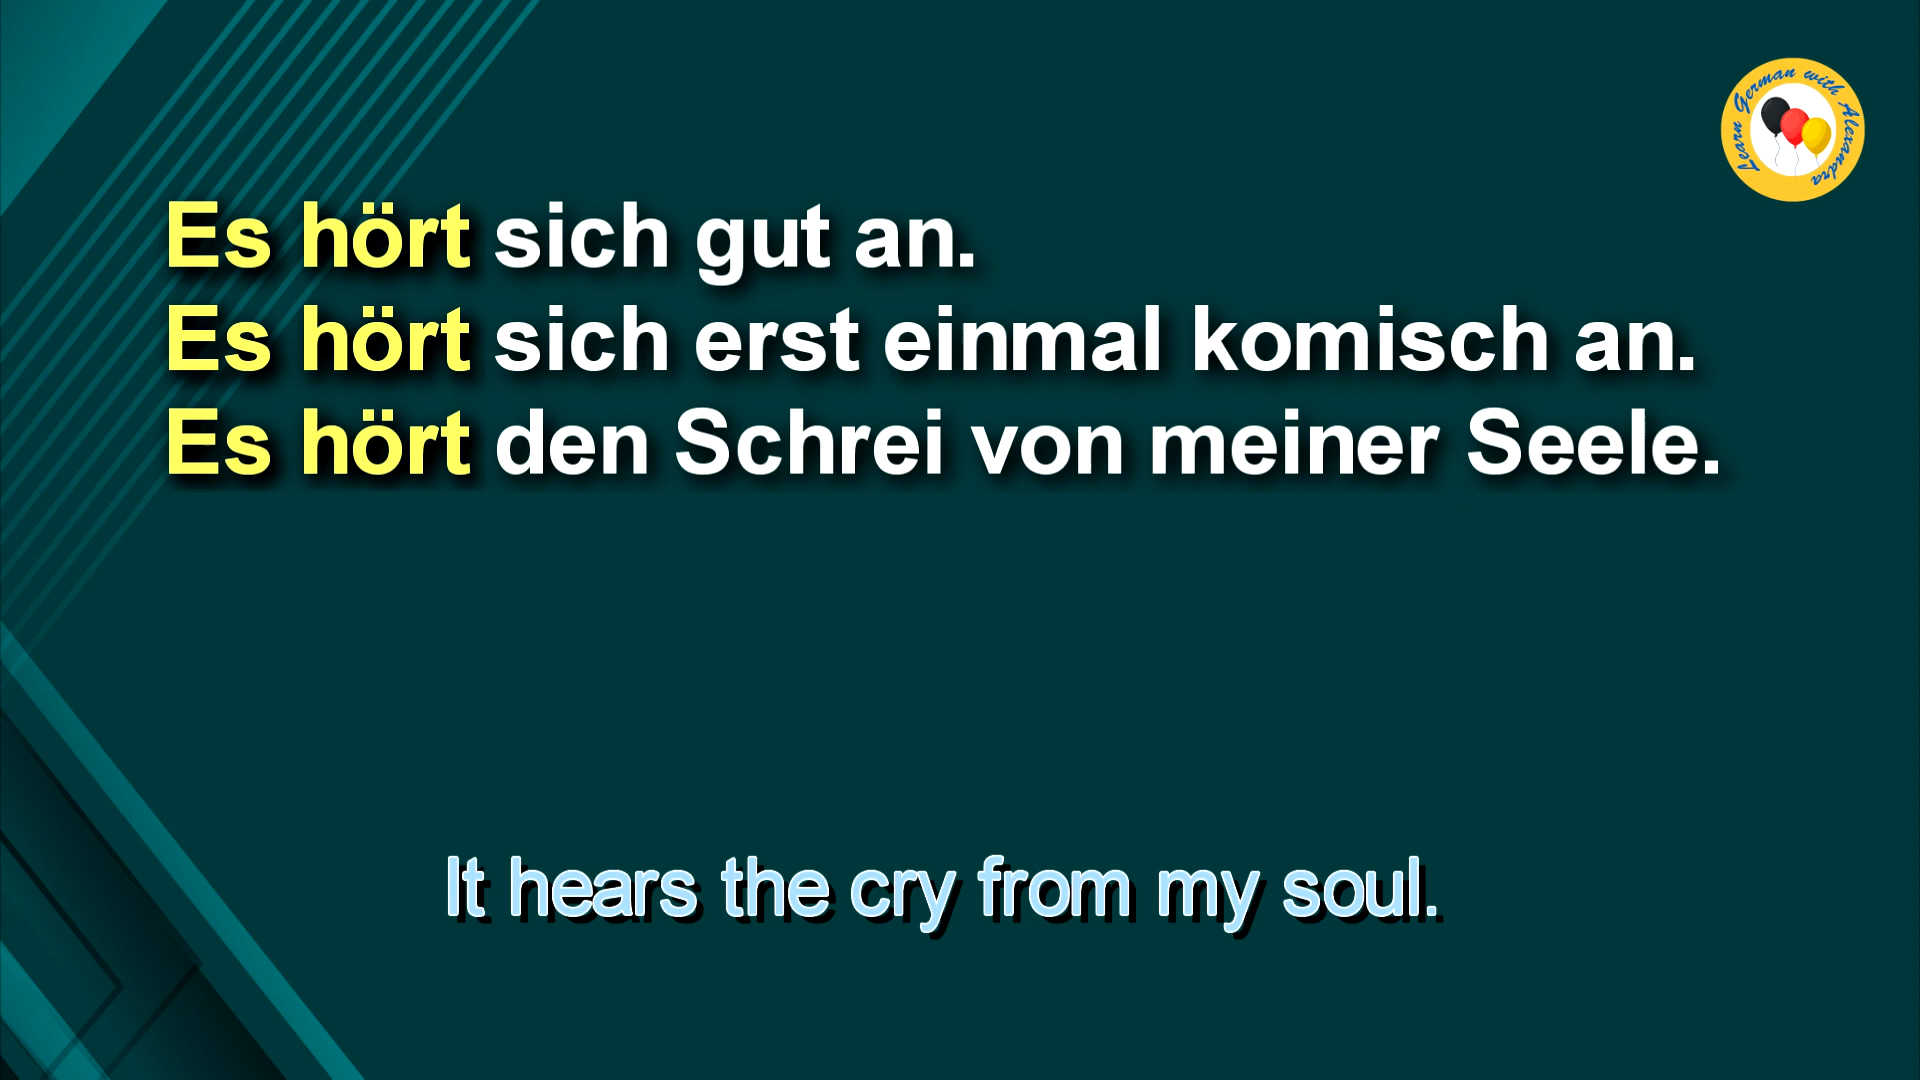 Learn German with Alexandra
Es hört sich gut an.
Es hört sich erst einmal komisch an.
Es hört den Schrei von meiner Seele.
It hears the cry from my soul.